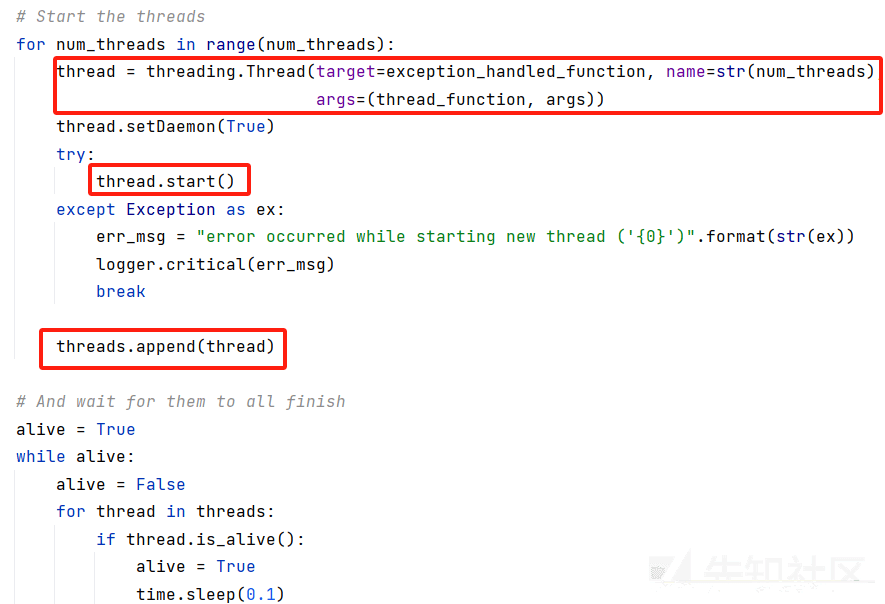 # Start the threads
for num_threads in range(num_threads):
    thread = threading.Thread(target=exception_handled_function, name=str(num_threads)
                              args=(thread_function, args))
    thread.setDaemon(True)
    try:
        thread.start()
    except Exception as ex:
        err_msg = "error occurred while starting new thread ('{0}')".format(str(ex))
        logger.critical(err_msg)
        break
    threads.append(thread)
# And wait for them to all finish
alive = True
while alive:
    alive = False
    for thread in threads:
        if thread.is_alive():
            alive = True
            time.sleep(0.1)
先知社区